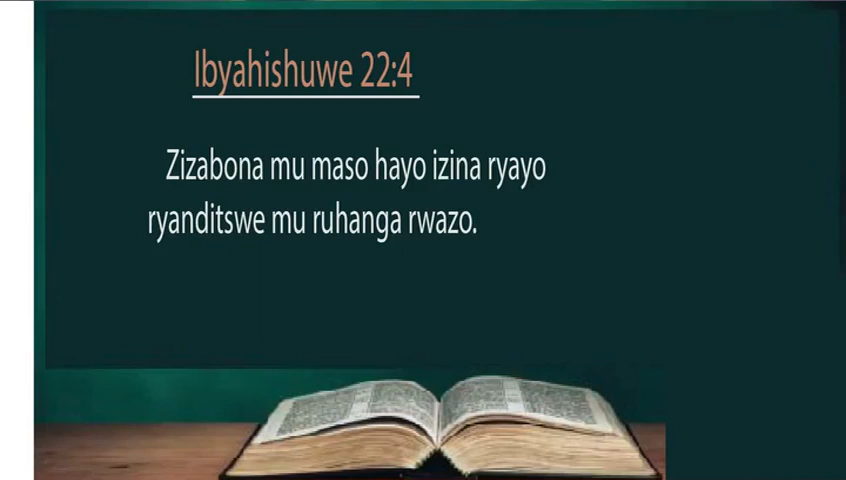 Ibyahishuwe 22:4
Zizabona mu maso hayo izina ryayo
ryanditswe mu ruhanga rwazo.